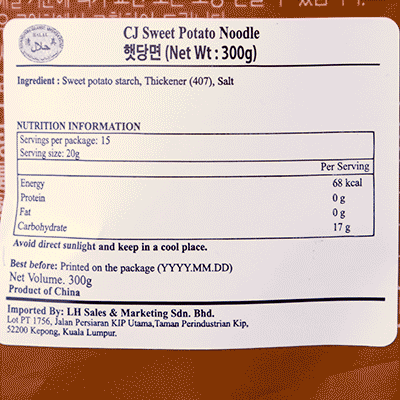 HALAL
CJ Sweet Potato Noodle
햇당면 (Net Wt : 300g)
Ingredient : Sweet potato starch, Thickener (407), Salt
NUTRITION INFORMATION
Servings per package: 15
Serving size: 20g
Per Serving
Energy 68 kcal
Protein 0 g
Fat 0 g
Carbohydrate 17 g
Avoid direct sunlight and keep in a cool place.
Best before: Printed on the package (YYYY.MM.DD)
Net Volume. 300g
Product of China
Imported By: LH Sales & Marketing Sdn. Bhd.
Lot PT 1756, Jalan Persiaran KIP Utama,Taman Perindustrian Kip,
52200 Kepong, Kuala Lumpur.